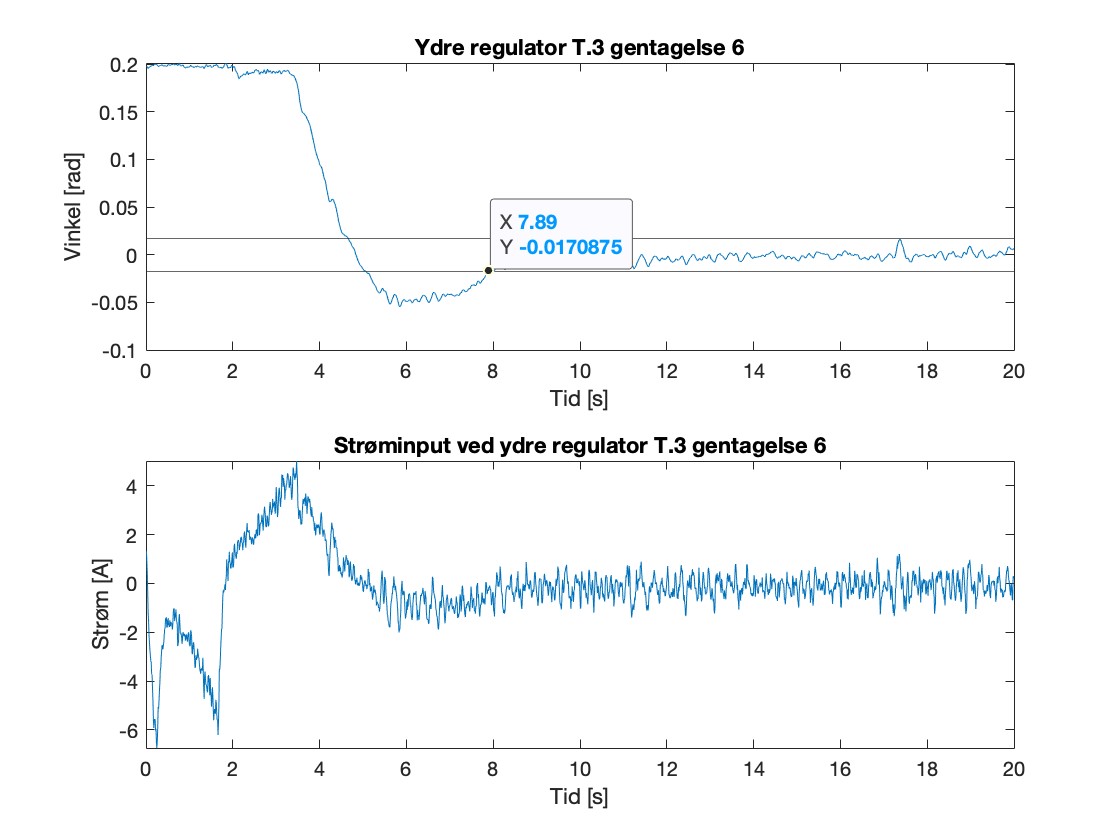 Ydre regulator T.3 gentagelse 6
0.2
0.15
0.1
0.05
0
-0.05
-0.1
Vinkel [rad]
X 7.89
Y -0.0170875
0 2 4 6 8 10 12 14 16 18 20
Tid [s]
Strøminput ved ydre regulator T.3 gentagelse 6
4
2
0
-2
-4
-6
Strøm [A]
0 2 4 6 8 10 12 14 16 18 20
Tid [s]